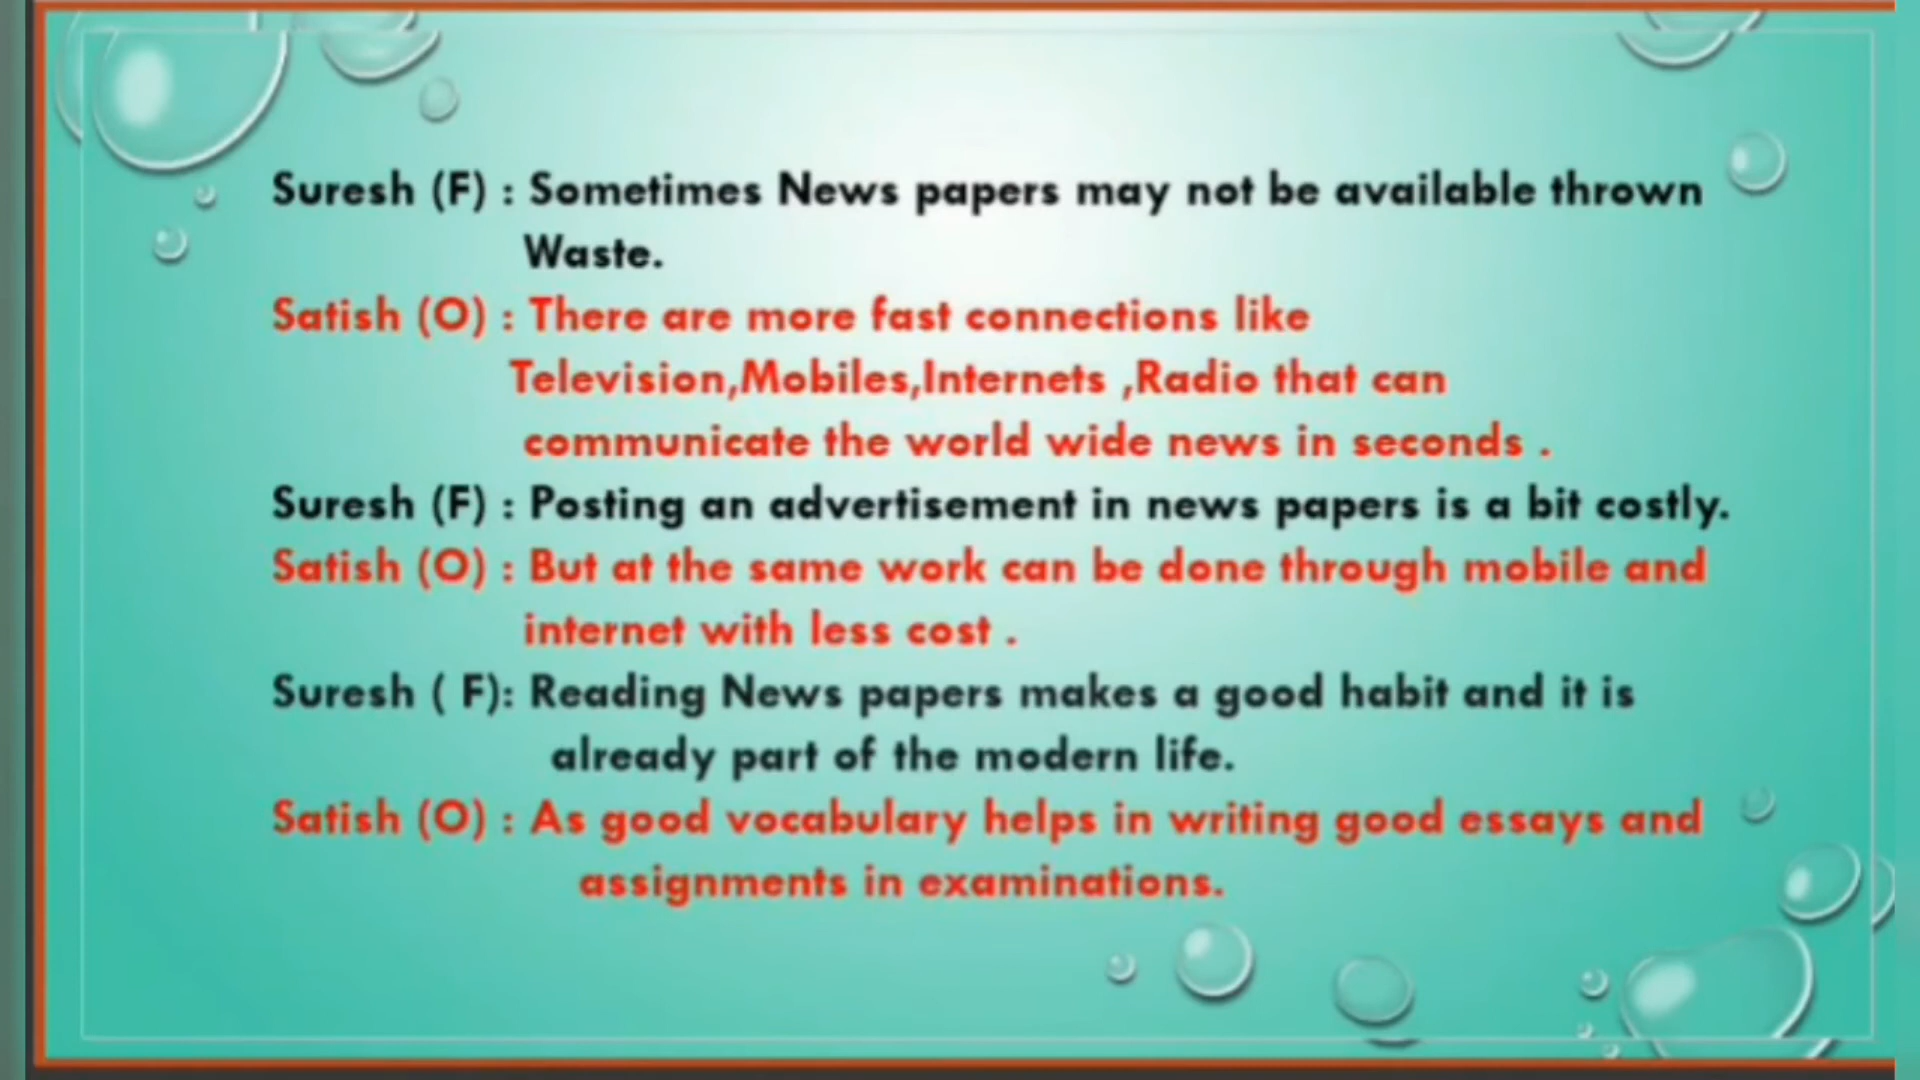 Suresh (F) : Sometimes News papers may not be available thrown
Waste.
Satish (O) : There are more fast connections like
Television,Mobiles,Internets ,Radio that can
communicate the world wide news in seconds .
Suresh (F) : Posting an advertisement in news papers is a bit costly.
Satish (O) : But at the same work can be done through mobile and
internet with less cost .
Suresh ( F): Reading News papers makes a good habit and it is
already part of the modern life.
Satish (O) : As good vocabulary helps in writing good essays and
assignments in examinations.